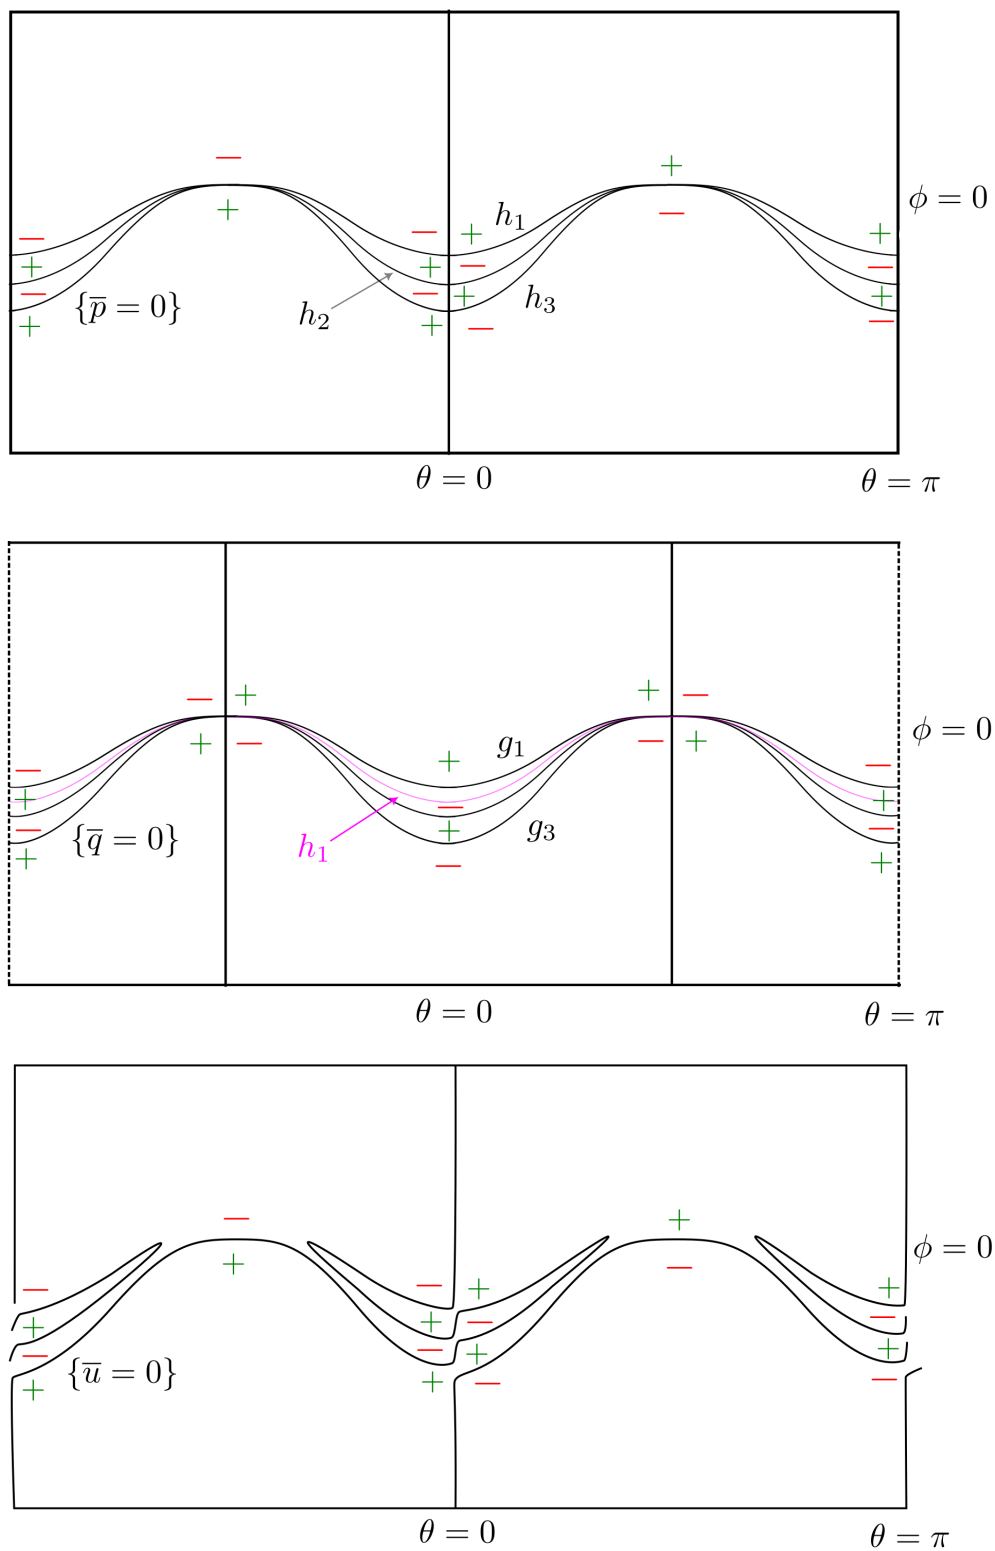 − +
ϕ = 0
+ −
− − + h₁ +
+ + − −
− − + +
{p̅ = 0} h₂ h₃
+ + − −
θ = 0 θ = π
− + + −
ϕ = 0
+ − − +
− + g₁ −
+ − +
− + −
{q̅ = 0} h₁ g₃
+ − +
θ = 0 θ = π
− +
ϕ = 0
+ −
− − + +
+ + − −
− − + +
{u̅ = 0}
+ + − −
θ = 0 θ = π